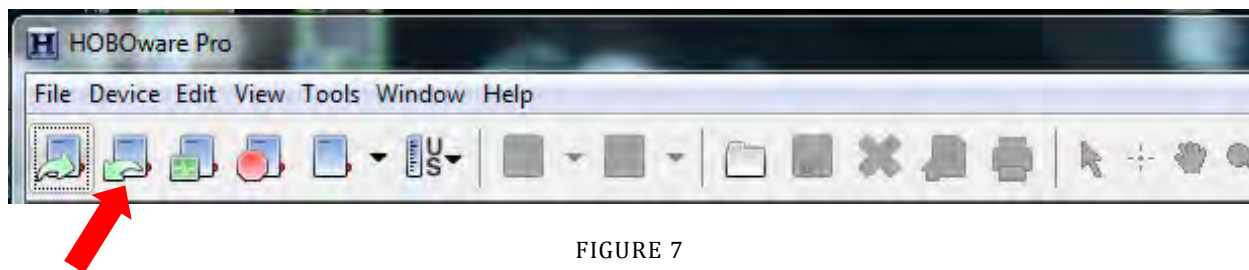 HOBOware Pro
File Device Edit View Tools Window Help
US
FIGURE 7